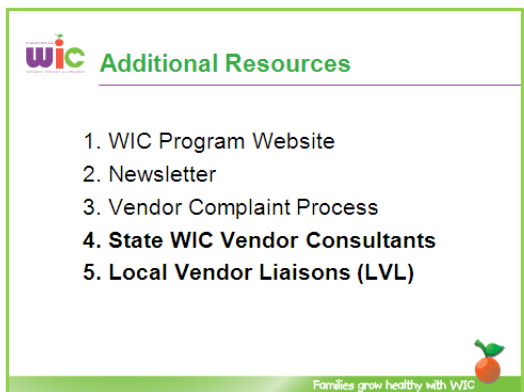 wic
Additional Resources
1. WIC Program Website
2. Newsletter
3. Vendor Complaint Process
4. State WIC Vendor Consultants
5. Local Vendor Liaisons (LVL)
Families grow healthy with WIC